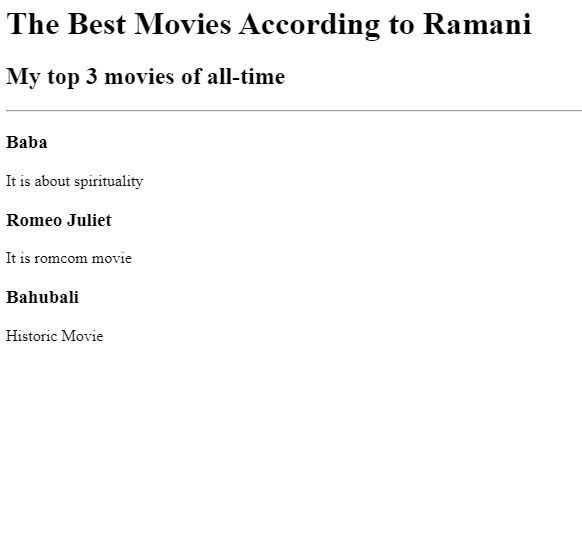 The Best Movies According to Ramani
My top 3 movies of all-time
Baba
It is about spirituality
Romeo Juliet
It is romcom movie
Bahubali
Historic Movie